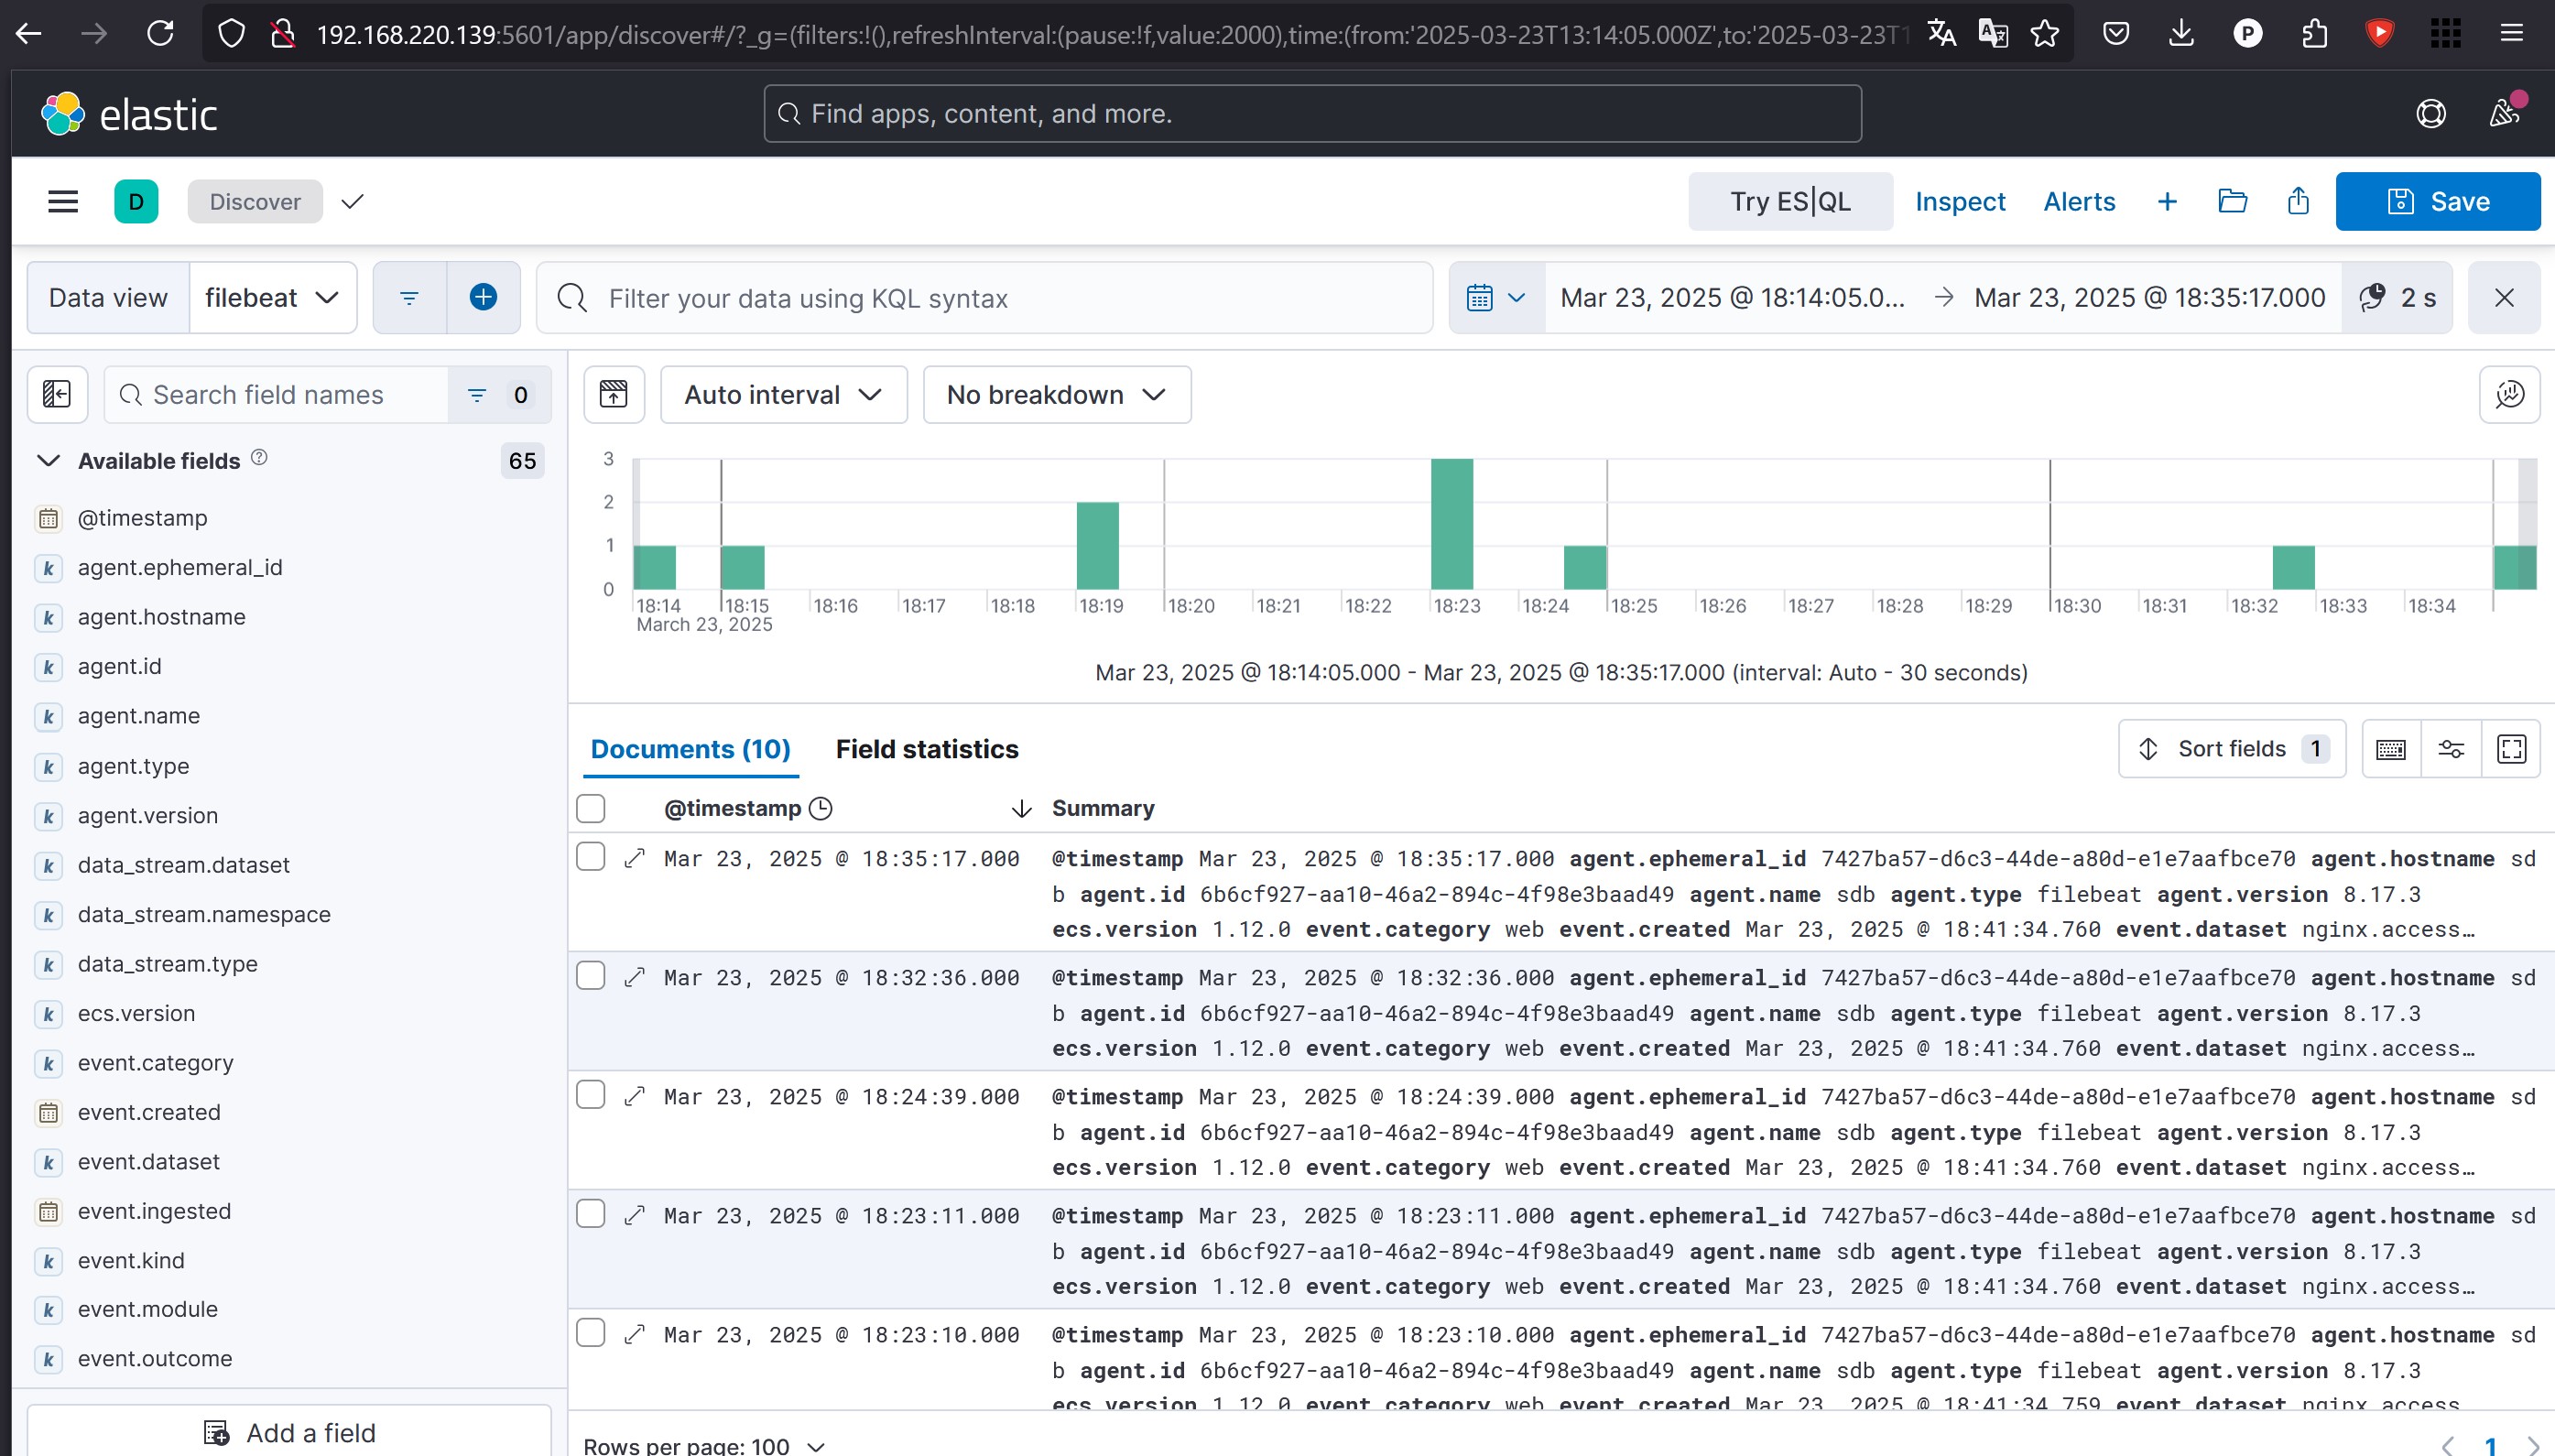 192.168.220.139:5601/app/discover#/?_g=(filters:!(),refreshInterval:(pause:!f,value:2000),time:(from:'2025-03-23T13:14:05.000Z',to:'2025-03-23T1
P
elastic
Find apps, content, and more.
D
Discover
Try ES|QL
Inspect
Alerts
Save
Data view
filebeat
Filter your data using KQL syntax
Mar 23, 2025 @ 18:14:05.0... → Mar 23, 2025 @ 18:35:17.000
2 s
Search field names
0
Auto interval
No breakdown
Available fields
65
@timestamp
k agent.ephemeral_id
k agent.hostname
k agent.id
k agent.name
k agent.type
k agent.version
k data_stream.dataset
k data_stream.namespace
k data_stream.type
k ecs.version
k event.category
event.created
k event.dataset
event.ingested
k event.kind
k event.module
k event.outcome
Add a field
3
2
1
0
18:14 18:15 18:16 18:17 18:18 18:19 18:20 18:21 18:22 18:23 18:24 18:25 18:26 18:27 18:28 18:29 18:30 18:31 18:32 18:33 18:34
March 23, 2025
Mar 23, 2025 @ 18:14:05.000 - Mar 23, 2025 @ 18:35:17.000 (interval: Auto - 30 seconds)
Documents (10)
Field statistics
Sort fields 1
@timestamp
Summary
Mar 23, 2025 @ 18:35:17.000
@timestamp Mar 23, 2025 @ 18:35:17.000 agent.ephemeral_id 7427ba57-d6c3-44de-a80d-e1e7aafbce70 agent.hostname sd
b agent.id 6b6cf927-aa10-46a2-894c-4f98e3baad49 agent.name sdb agent.type filebeat agent.version 8.17.3
ecs.version 1.12.0 event.category web event.created Mar 23, 2025 @ 18:41:34.760 event.dataset nginx.access…
Mar 23, 2025 @ 18:32:36.000
@timestamp Mar 23, 2025 @ 18:32:36.000 agent.ephemeral_id 7427ba57-d6c3-44de-a80d-e1e7aafbce70 agent.hostname sd
b agent.id 6b6cf927-aa10-46a2-894c-4f98e3baad49 agent.name sdb agent.type filebeat agent.version 8.17.3
ecs.version 1.12.0 event.category web event.created Mar 23, 2025 @ 18:41:34.760 event.dataset nginx.access…
Mar 23, 2025 @ 18:24:39.000
@timestamp Mar 23, 2025 @ 18:24:39.000 agent.ephemeral_id 7427ba57-d6c3-44de-a80d-e1e7aafbce70 agent.hostname sd
b agent.id 6b6cf927-aa10-46a2-894c-4f98e3baad49 agent.name sdb agent.type filebeat agent.version 8.17.3
ecs.version 1.12.0 event.category web event.created Mar 23, 2025 @ 18:41:34.760 event.dataset nginx.access…
Mar 23, 2025 @ 18:23:11.000
@timestamp Mar 23, 2025 @ 18:23:11.000 agent.ephemeral_id 7427ba57-d6c3-44de-a80d-e1e7aafbce70 agent.hostname sd
b agent.id 6b6cf927-aa10-46a2-894c-4f98e3baad49 agent.name sdb agent.type filebeat agent.version 8.17.3
ecs.version 1.12.0 event.category web event.created Mar 23, 2025 @ 18:41:34.760 event.dataset nginx.access…
Mar 23, 2025 @ 18:23:10.000
@timestamp Mar 23, 2025 @ 18:23:10.000 agent.ephemeral_id 7427ba57-d6c3-44de-a80d-e1e7aafbce70 agent.hostname sd
b agent.id 6b6cf927-aa10-46a2-894c-4f98e3baad49 agent.name sdb agent.type filebeat agent.version 8.17.3
ecs.version 1.12.0 event.category web event.created Mar 23, 2025 @ 18:41:34.759 event.dataset nginx.access…
Rows per page: 100
1